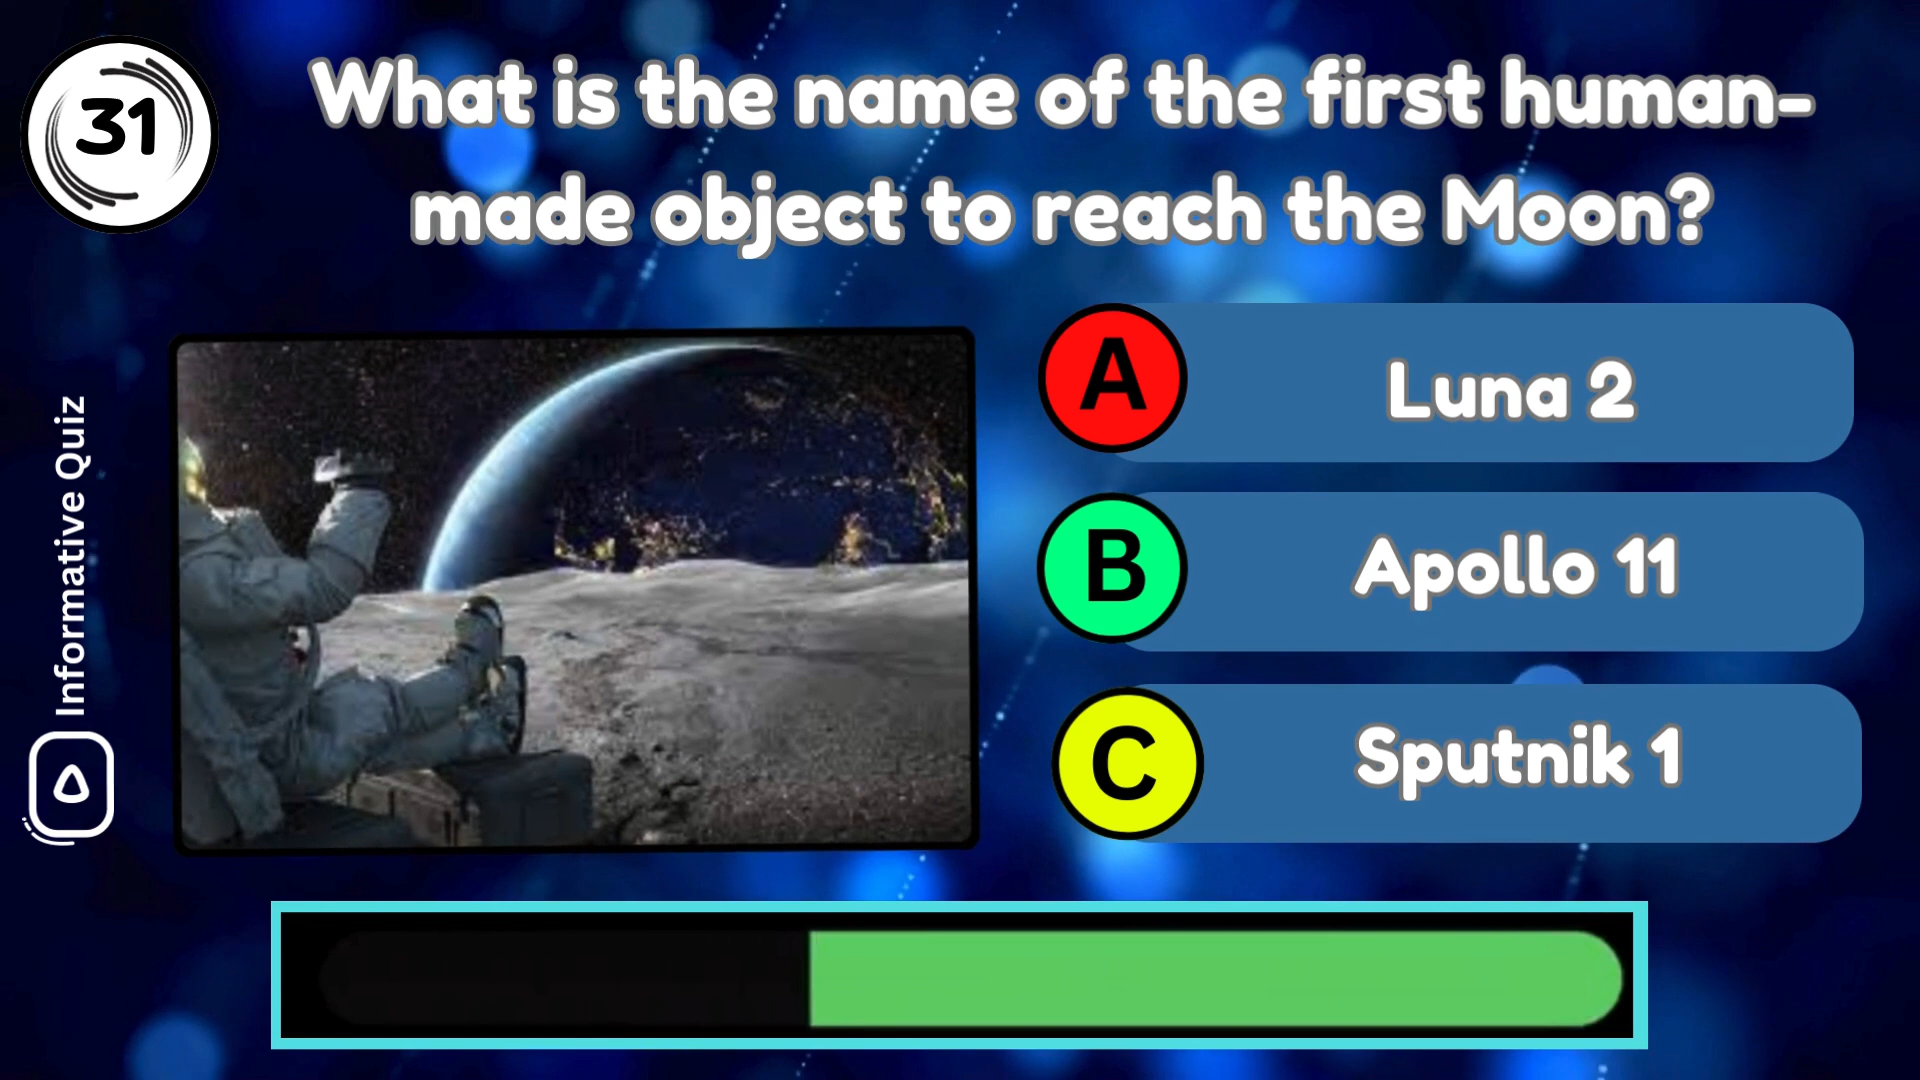 31
What is the name of the first human-
made object to reach the Moon?
A
Luna 2
B
Apollo 11
C
Sputnik 1
Informative Quiz